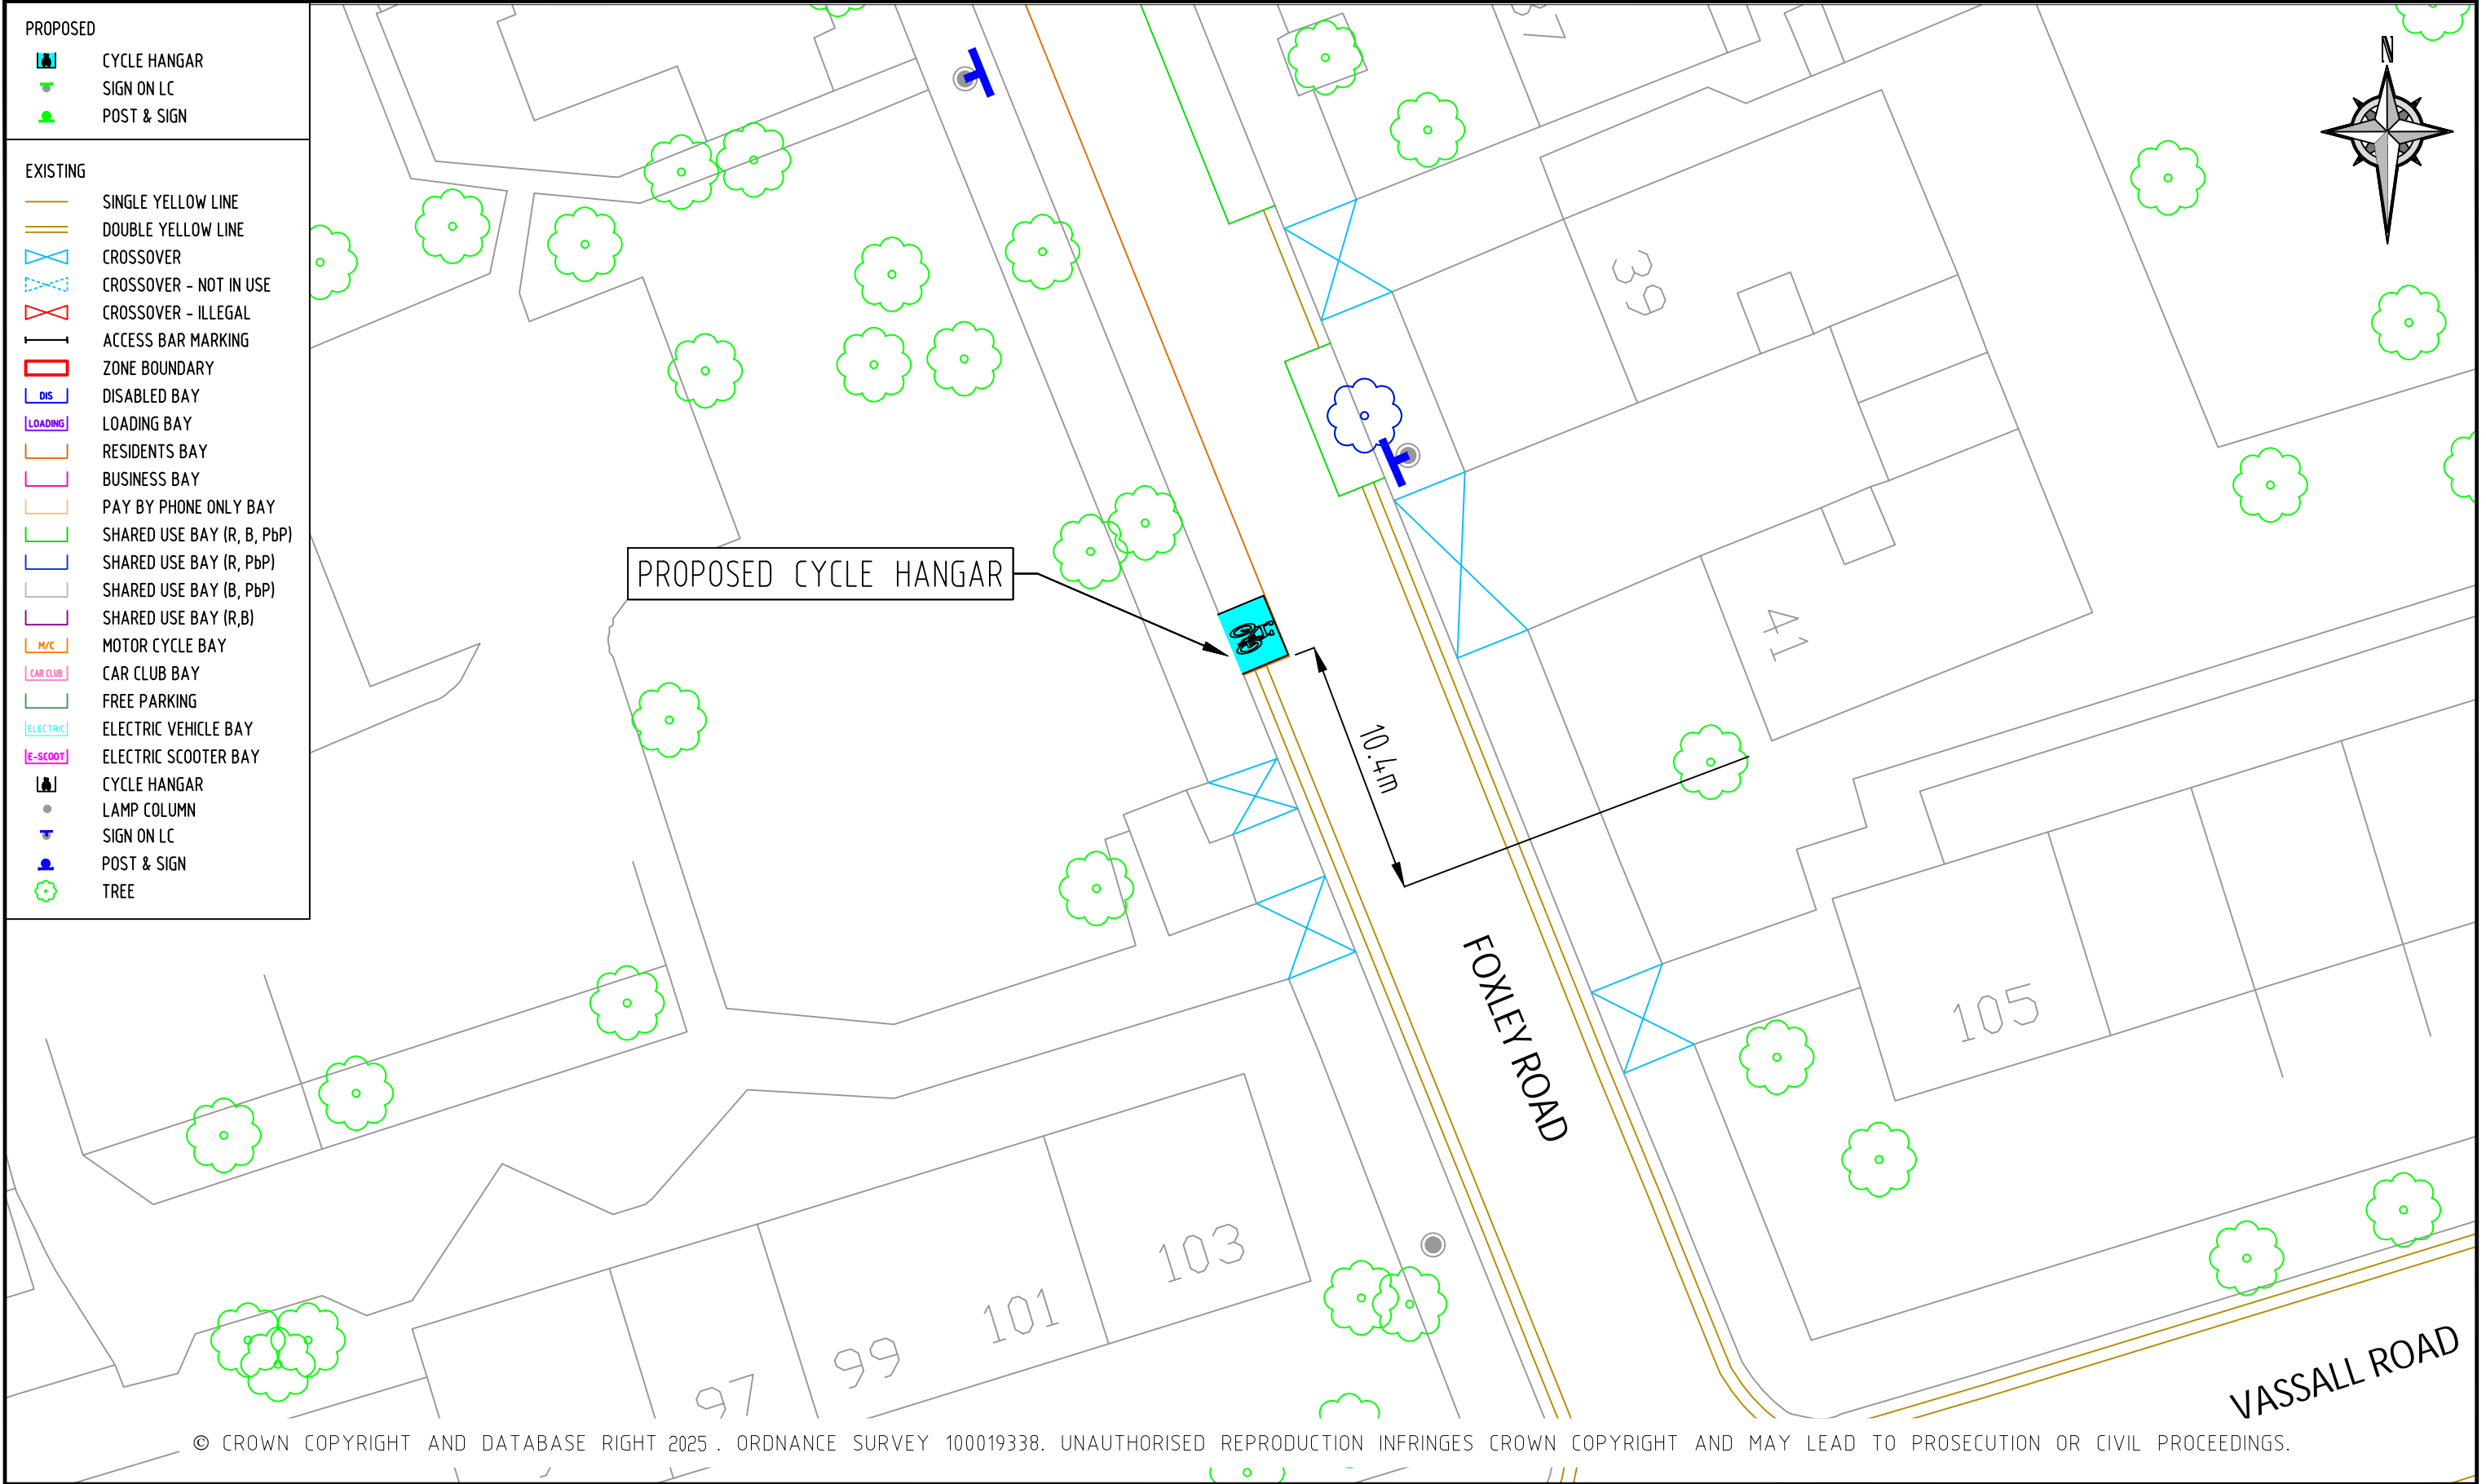 PROPOSED
CYCLE HANGAR
SIGN ON LC
POST & SIGN
EXISTING
SINGLE YELLOW LINE
DOUBLE YELLOW LINE
CROSSOVER
CROSSOVER - NOT IN USE
CROSSOVER - ILLEGAL
ACCESS BAR MARKING
ZONE BOUNDARY
DIS DISABLED BAY
LOADING LOADING BAY
RESIDENTS BAY
BUSINESS BAY
PAY BY PHONE ONLY BAY
SHARED USE BAY (R, B, PbP)
SHARED USE BAY (R, PbP)
SHARED USE BAY (B, PbP)
SHARED USE BAY (R,B)
M/C MOTOR CYCLE BAY
CAR CLUB CAR CLUB BAY
FREE PARKING
ELECTRIC ELECTRIC VEHICLE BAY
E-SCOOT ELECTRIC SCOOTER BAY
CYCLE HANGAR
LAMP COLUMN
SIGN ON LC
POST & SIGN
TREE
N
39
PROPOSED CYCLE HANGAR
41
10.4m
FOXLEY ROAD
105
103
101
99
97
VASSALL ROAD
© CROWN COPYRIGHT AND DATABASE RIGHT 2025 . ORDNANCE SURVEY 100019338. UNAUTHORISED REPRODUCTION INFRINGES CROWN COPYRIGHT AND MAY LEAD TO PROSECUTION OR CIVIL PROCEEDINGS.